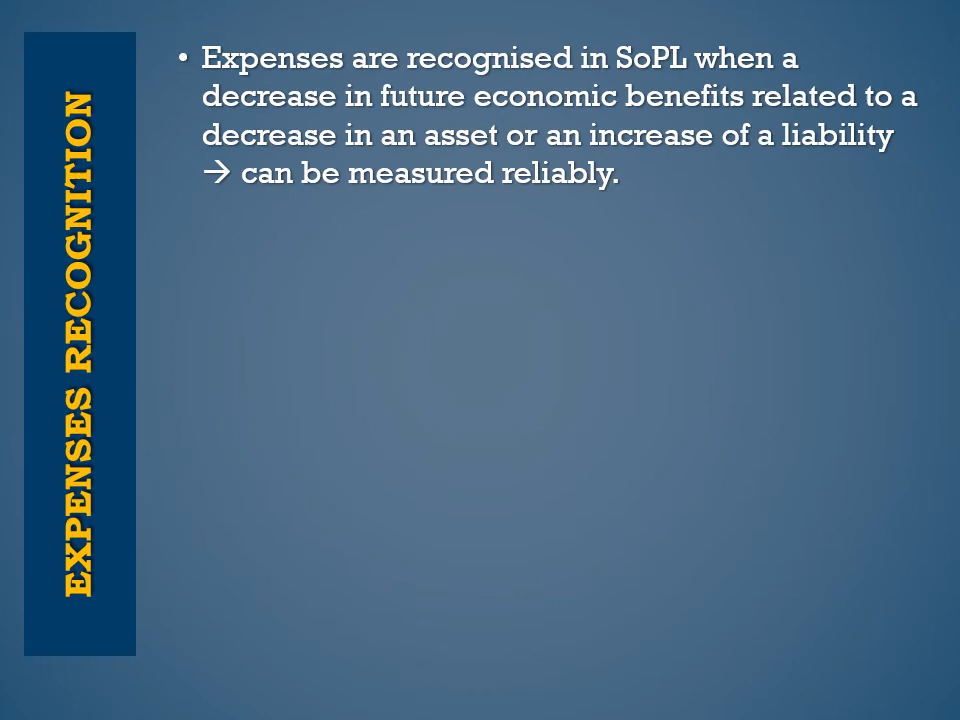 EXPENSES RECOGNITION
• Expenses are recognised in SoPL when a
decrease in future economic benefits related to a
decrease in an asset or an increase of a liability
→ can be measured reliably.